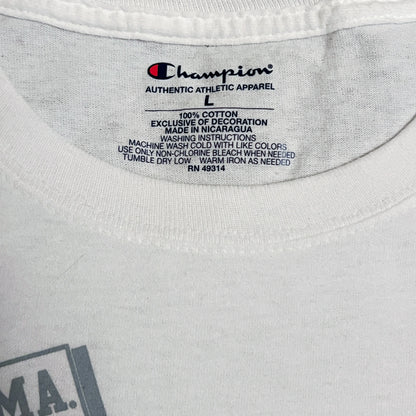 Champion®
AUTHENTIC ATHLETIC APPAREL
L
100% COTTON
EXCLUSIVE OF DECORATION
MADE IN NICARAGUA
WASHING INSTRUCTIONS
MACHINE WASH COLD WITH LIKE COLORS
USE ONLY NON-CHLORINE BLEACH WHEN NEEDED
TUMBLE DRY LOW WARM IRON AS NEEDED
RN 49314
MA.